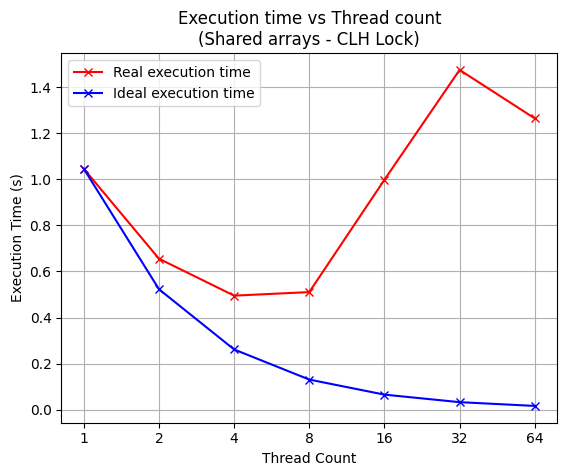 Execution time vs Thread count
(Shared arrays - CLH Lock)
Real execution time
Ideal execution time
Execution Time (s)
1.4
1.2
1.0
0.8
0.6
0.4
0.2
0.0
1 2 4 8 16 32 64
Thread Count